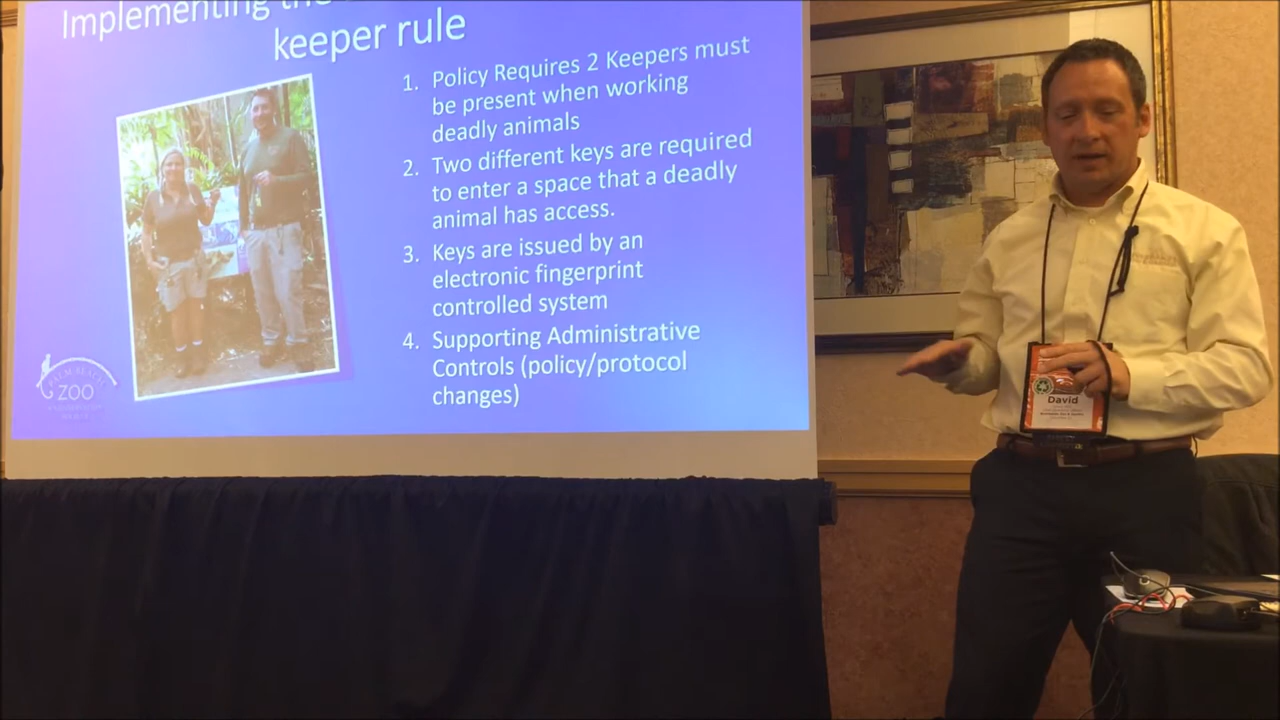 Implementing the
keeper rule
1. Policy Requires 2 Keepers must
be present when working
deadly animals
2. Two different keys are required
to enter a space that a deadly
animal has access.
3. Keys are issued by an
electronic fingerprint
controlled system
4. Supporting Administrative
Controls (policy/protocol
changes)
PALM BEACH
ZOO
David